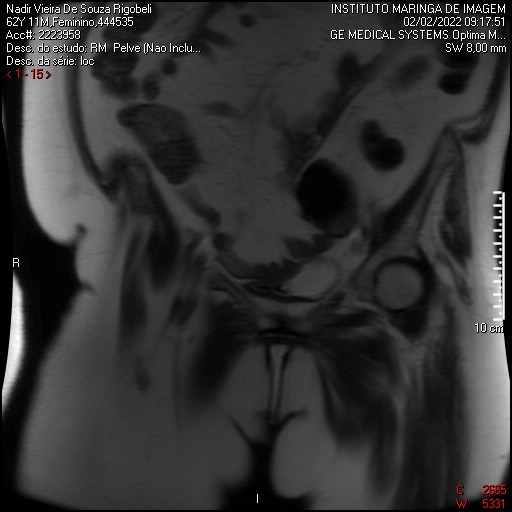 Nadir Vieira De Souza Rigobeli
62Y 11M,Feminino,444535
Acc#: 2223958
Desc. do estudo: RM Pelve (Nao Inclu...
Desc. da série: loc
< 1 - 15 >
INSTITUTO MARINGA DE IMAGEM
02/02/2022 09:17:51
GE MEDICAL SYSTEMS Optima M...
SW 8,00 mm
R
10 cm
I
C 2685
W 5331